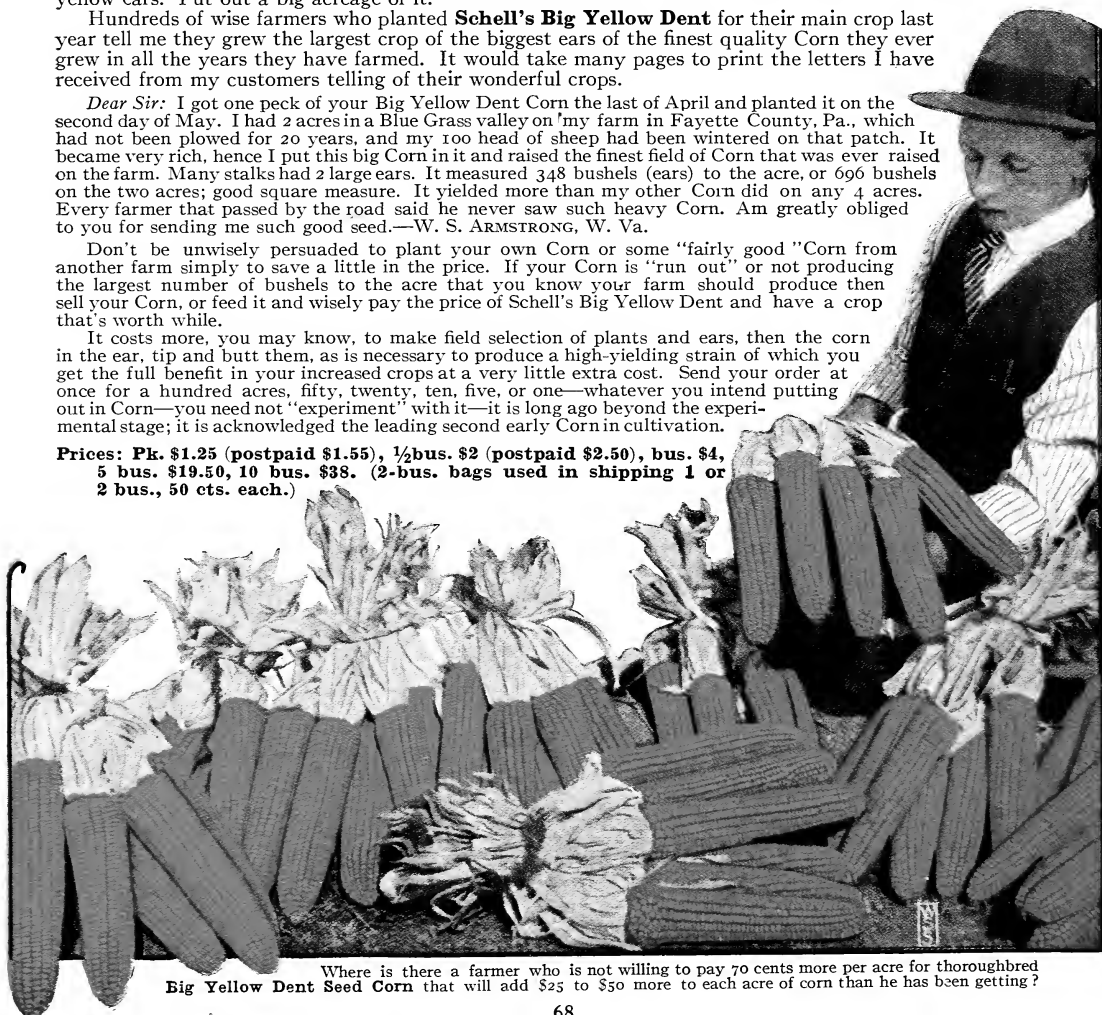 yellow ears. Put out a big acreage of it.
Hundreds of wise farmers who planted Schell's Big Yellow Dent for their main crop last
year tell me they grew the largest crop of the biggest ears of the finest quality Corn they ever
grew in all the years they have farmed. It would take many pages to print the letters I have
received from my customers telling of their wonderful crops.
Dear Sir: I got one peck of your Big Yellow Dent Corn the last of April and planted it on the
second day of May. I had 2 acres in a Blue Grass valley on my farm in Fayette County, Pa., which
had not been plowed for 20 years, and my 100 head of sheep had been wintered on that patch. It
became very rich, hence I put this big Corn in it and raised the finest field of Corn that was ever raised
on the farm. Many stalks had 2 large ears. It measured 348 bushels (ears) to the acre, or 696 bushels
on the two acres; good square measure. It yielded more than my other Corn did on any 4 acres.
Every farmer that passed by the road said he never saw such heavy Corn. Am greatly obliged
to you for sending me such good seed.—W. S. ARMSTRONG, W. Va.
Don't be unwisely persuaded to plant your own Corn or some "fairly good "Corn from
another farm simply to save a little in the price. If your Corn is "run out" or not producing
the largest number of bushels to the acre that you know your farm should produce then
sell your Corn, or feed it and wisely pay the price of Schell's Big Yellow Dent and have a crop
that's worth while.
It costs more, you may know, to make field selection of plants and ears, then the corn
in the ear, tip and butt them, as is necessary to produce a high-yielding strain of which you
get the full benefit in your increased crops at a very little extra cost. Send your order at
once for a hundred acres, fifty, twenty, ten, five, or one—whatever you intend putting
out in Corn—you need not "experiment" with it—it is long ago beyond the experi-
mental stage; it is acknowledged the leading second early Corn in cultivation.
Prices: Pk. $1.25 (postpaid $1.55), ½bus. $2 (postpaid $2.50), bus. $4,
5 bus. $19.50, 10 bus. $38. (2-bus. bags used in shipping 1 or
2 bus., 50 cts. each.)
WES
Where is there a farmer who is not willing to pay 70 cents more per acre for thoroughbred
Big Yellow Dent Seed Corn that will add $25 to $50 more to each acre of corn than he has been getting?
68